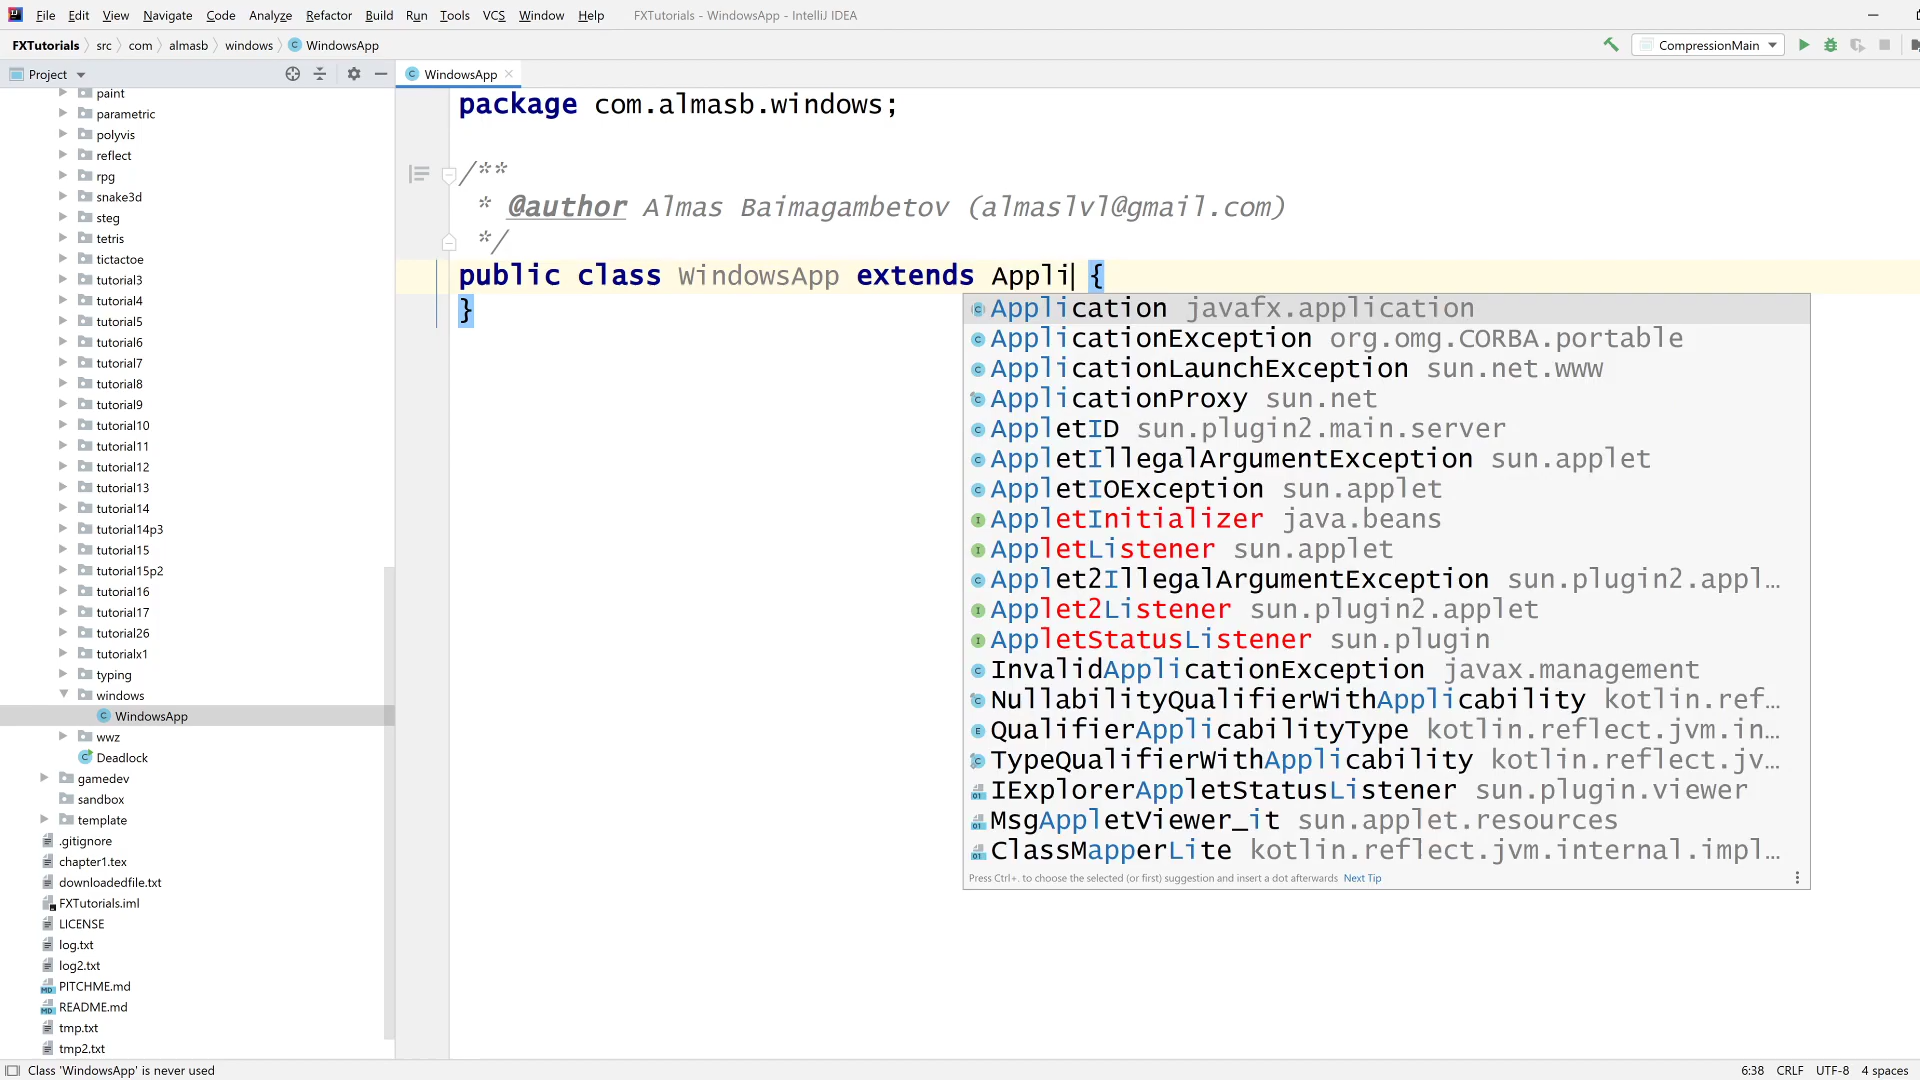 File Edit View Navigate Code Analyze Refactor Build Run Tools VCS Window Help FXTutorials - WindowsApp - IntelliJ IDEA
FXTutorials src com almasb windows WindowsApp CompressionMain
Project WindowsApp
paint
parametric
polyvis
reflect
rpg
snake3d
steg
tetris
tictactoe
tutorial3
tutorial4
tutorial5
tutorial6
tutorial7
tutorial8
tutorial9
tutorial10
tutorial11
tutorial12
tutorial13
tutorial14
tutorial14p3
tutorial15
tutorial15p2
tutorial16
tutorial17
tutorial26
tutorialx1
typing
windows
WindowsApp
wwz
Deadlock
gamedev
sandbox
template
.gitignore
chapter1.tex
downloadedfile.txt
FXTutorials.iml
LICENSE
log.txt
log2.txt
PITCHME.md
README.md
tmp.txt
tmp2.txt
package com.almasb.windows;
/**
* @author Almas Baimagambetov (almaslvl@gmail.com)
*/
public class WindowsApp extends Appli {
}
Application javafx.application
ApplicationException org.omg.CORBA.portable
ApplicationLaunchException sun.net.www
ApplicationProxy sun.net
AppletID sun.plugin2.main.server
AppletIllegalArgumentException sun.applet
AppletIOException sun.applet
AppletInitializer java.beans
AppletListener sun.applet
Applet2IllegalArgumentException sun.plugin2.appl…
Applet2Listener sun.plugin2.applet
AppletStatusListener sun.plugin
InvalidApplicationException javax.management
NullabilityQualifierWithApplicability kotlin.ref…
QualifierApplicabilityType kotlin.reflect.jvm.in…
TypeQualifierWithApplicability kotlin.reflect.jv…
IExplorerAppletStatusListener sun.plugin.viewer
MsgAppletViewer_it sun.applet.resources
ClassMapperLite kotlin.reflect.jvm.internal.impl…
Press Ctrl+. to choose the selected (or first) suggestion and insert a dot afterwards Next Tip
Class 'WindowsApp' is never used 6:38 CRLF UTF-8 4 spaces